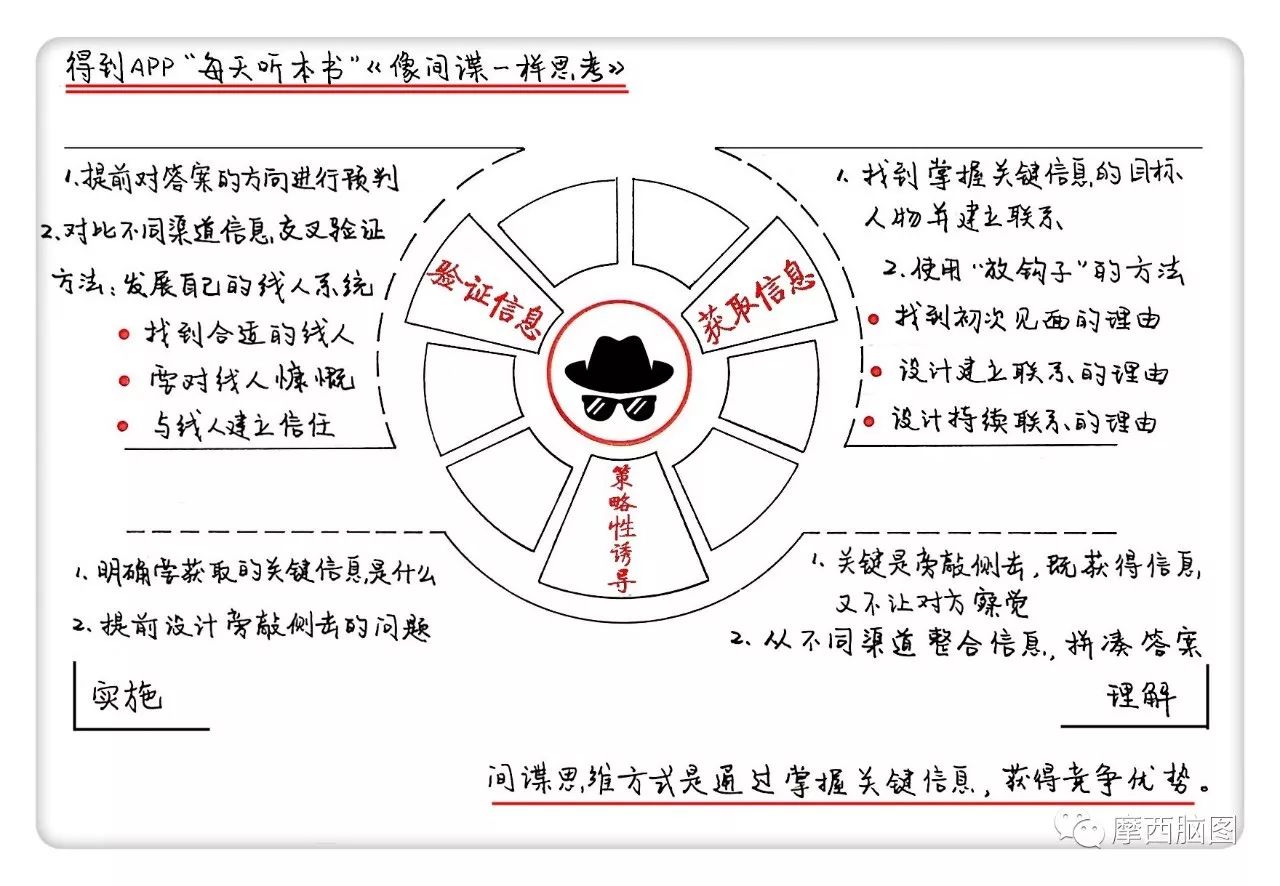 得到APP“每天听本书”《像间谍一样思考》
1.提前对答案的方向进行预判
2.对比不同渠道信息,交叉验证
方法:发展自己的线人系统
找到合适的线人
要对线人慷慨
与线人建立信任
验证信息
获取信息
1. 找到掌握关键信息的目标
人物并建立联系
2.使用“放钩子”的方法
找到初次见面的理由
设计建立联系的理由
设计持续联系的理由
策略性诱导
1.明确要获取的关键信息是什么
2.提前设计旁敲侧击的问题
实施
1.关键是旁敲侧击,既获得信息,
又不让对方察觉
2.从不同渠道整合信息,拼凑答案
理解
间谍思维方式是通过掌握关键信息,获得竞争优势。
摩西脑图